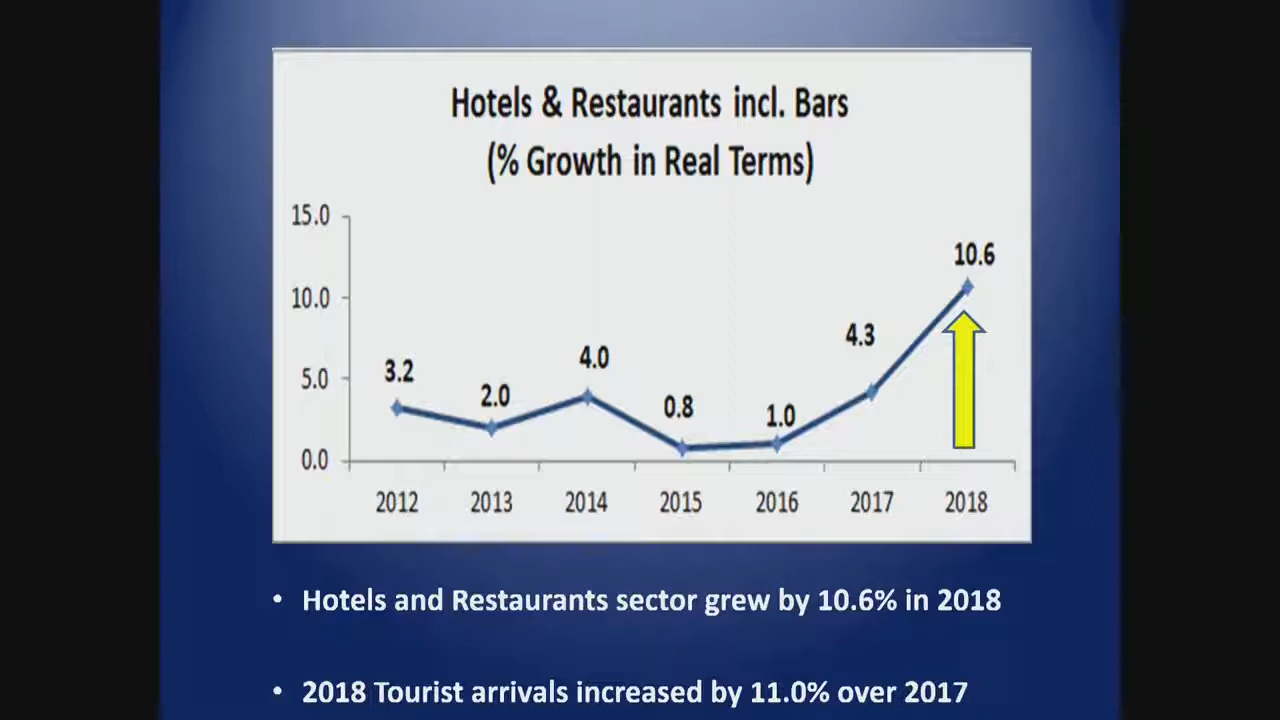 Hotels & Restaurants incl. Bars
(% Growth in Real Terms)
15.0
10.0
5.0
0.0
3.2
2.0
4.0
0.8
1.0
4.3
10.6
2012 2013 2014 2015 2016 2017 2018
• Hotels and Restaurants sector grew by 10.6% in 2018
• 2018 Tourist arrivals increased by 11.0% over 2017